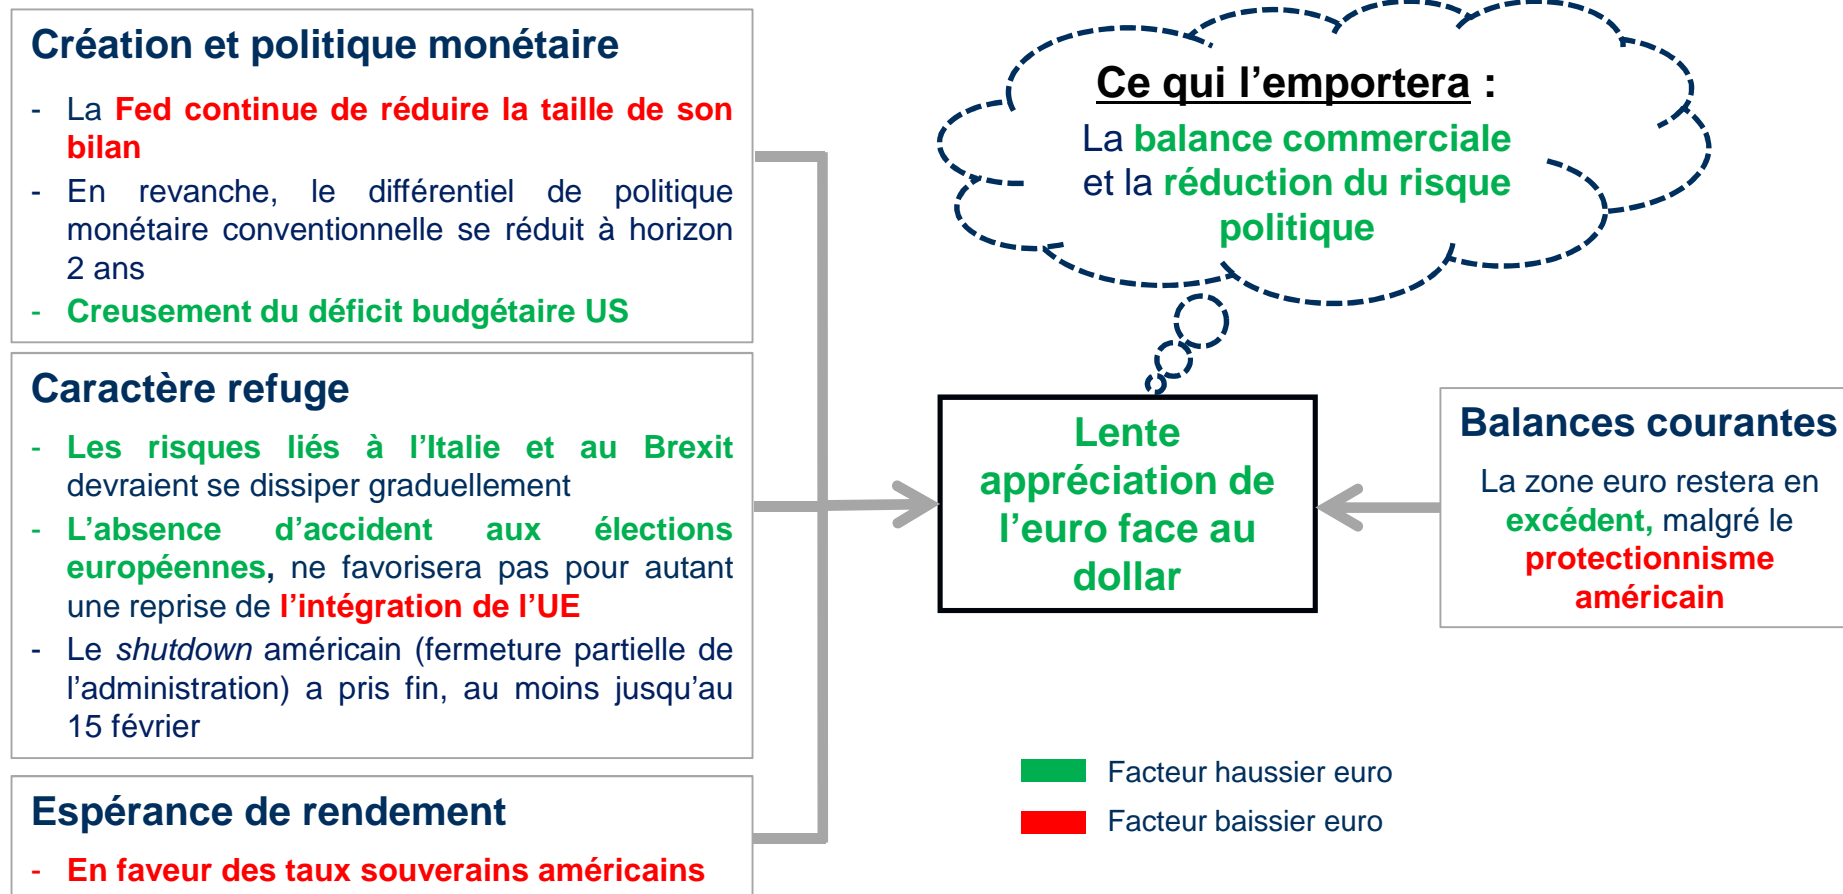 Création et politique monétaire
- La Fed continue de réduire la taille de son
bilan
- En revanche, le différentiel de politique
monétaire conventionnelle se réduit à horizon
2 ans
- Creusement du déficit budgétaire US
Caractère refuge
- Les risques liés à l’Italie et au Brexit
devraient se dissiper graduellement
- L’absence d’accident aux élections
européennes, ne favorisera pas pour autant
une reprise de l’intégration de l’UE
- Le shutdown américain (fermeture partielle de
l’administration) a pris fin, au moins jusqu’au
15 février
Espérance de rendement
- En faveur des taux souverains américains
Ce qui l’emportera :
La balance commerciale
et la réduction du risque
politique
Lente
appréciation de
l’euro face au
dollar
Balances courantes
La zone euro restera en
excédent, malgré le
protectionnisme
américain
Facteur haussier euro
Facteur baissier euro